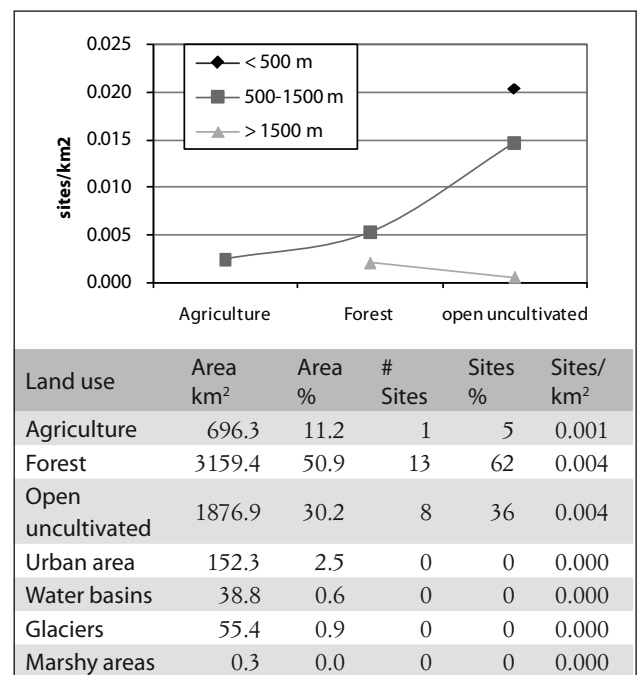 0.025
0.020
0.015
0.010
0.005
0.000
sites/km2
< 500 m
500-1500 m
> 1500 m
Agriculture Forest open uncultivated
Land use Area km² Area % # Sites Sites % Sites/ km²
Agriculture 696.3 11.2 1 5 0.001
Forest 3159.4 50.9 13 62 0.004
Open uncultivated 1876.9 30.2 8 36 0.004
Urban area 152.3 2.5 0 0 0.000
Water basins 38.8 0.6 0 0 0.000
Glaciers 55.4 0.9 0 0 0.000
Marshy areas 0.3 0.0 0 0 0.000